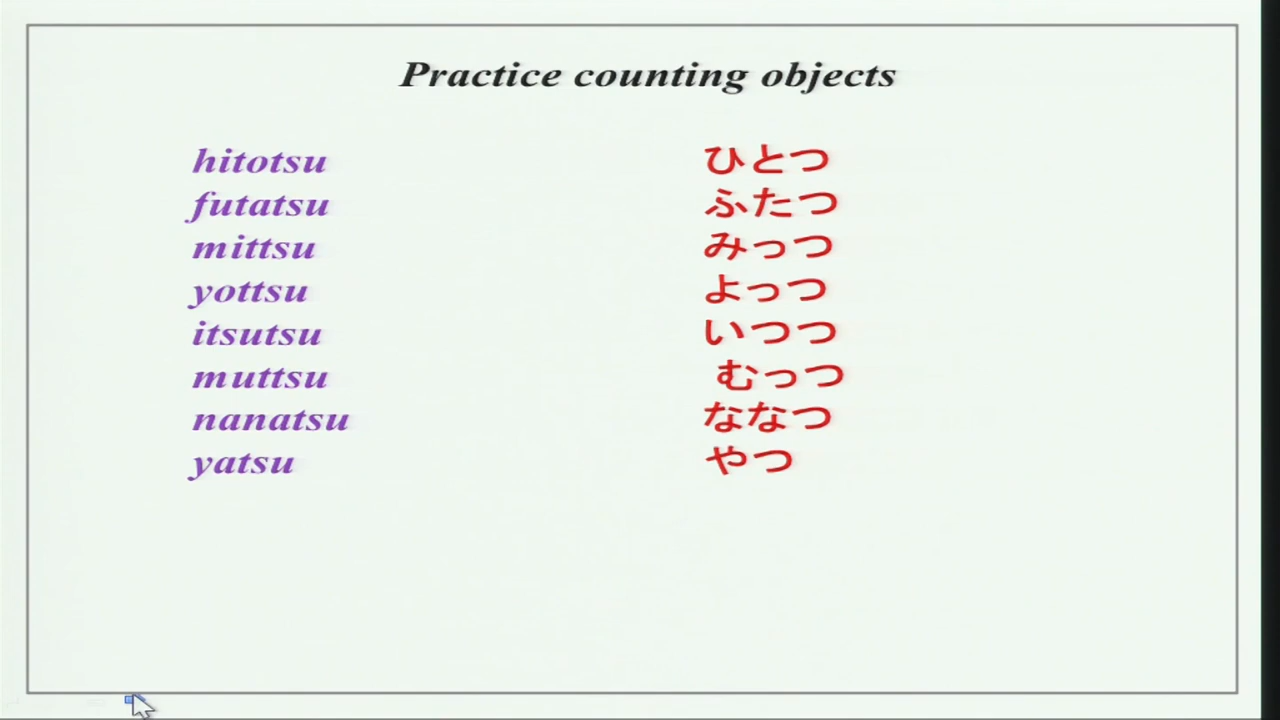 Practice counting objects
hitotsu ひとつ
futatsu ふたつ
mittsu みっつ
yottsu よっつ
itsutsu いつつ
muttsu むっつ
nanatsu ななつ
yatsu やつ